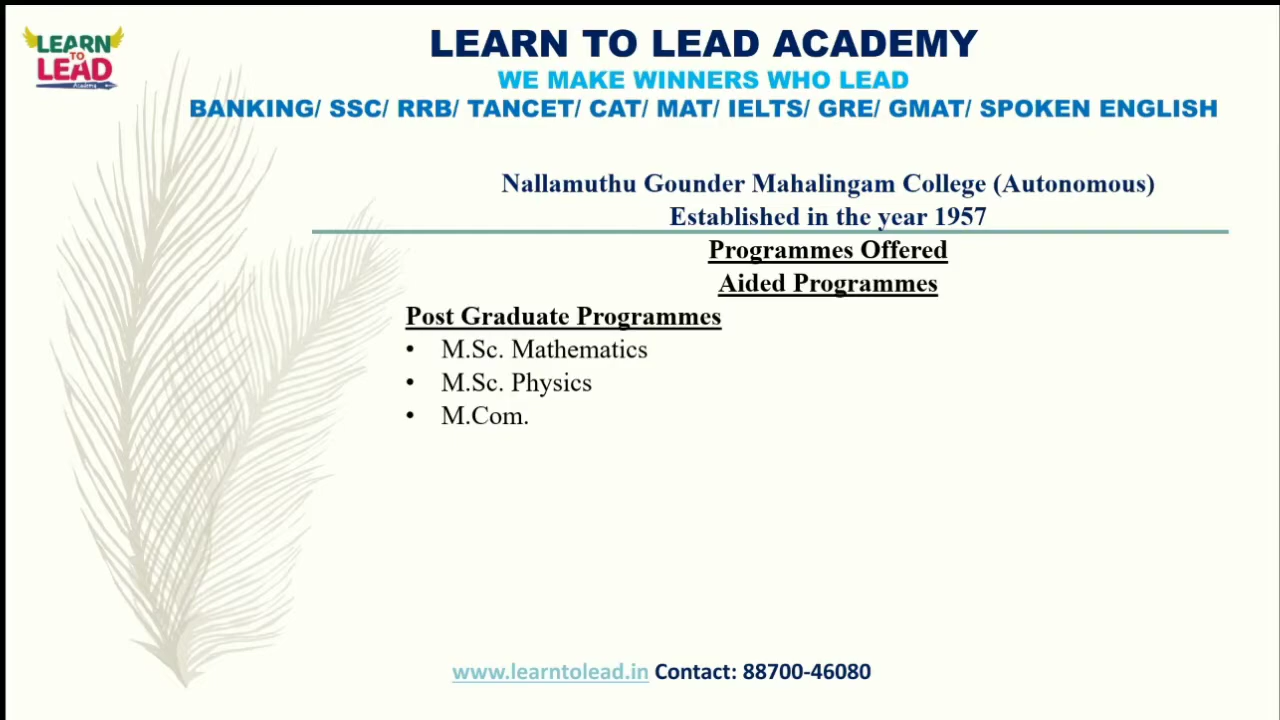 LEARN
TO
LEAD
Academy
LEARN TO LEAD ACADEMY
WE MAKE WINNERS WHO LEAD
BANKING/ SSC/ RRB/ TANCET/ CAT/ MAT/ IELTS/ GRE/ GMAT/ SPOKEN ENGLISH
Nallamuthu Gounder Mahalingam College (Autonomous)
Established in the year 1957
Programmes Offered
Aided Programmes
Post Graduate Programmes
• M.Sc. Mathematics
• M.Sc. Physics
• M.Com.
www.learntolead.in Contact: 88700-46080